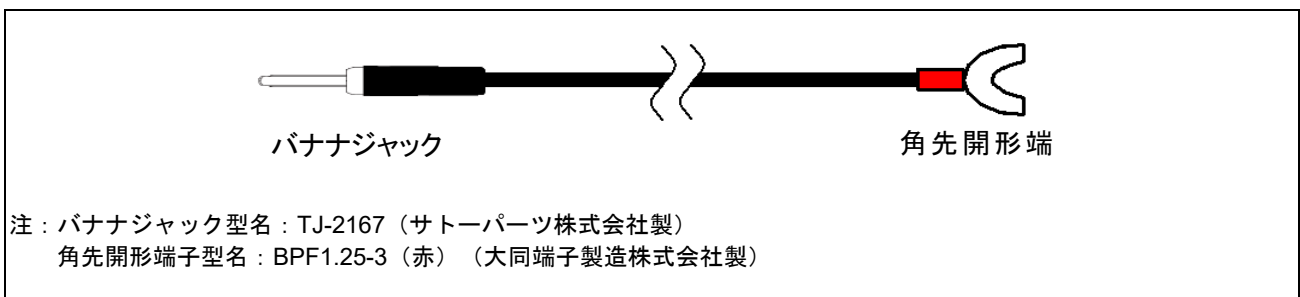 バナナジャック
角先開形端
注：バナナジャック型名：TJ-2167（サトーパーツ株式会社製）
角先開形端子型名：BPF1.25-3（赤）（大同端子製造株式会社製）